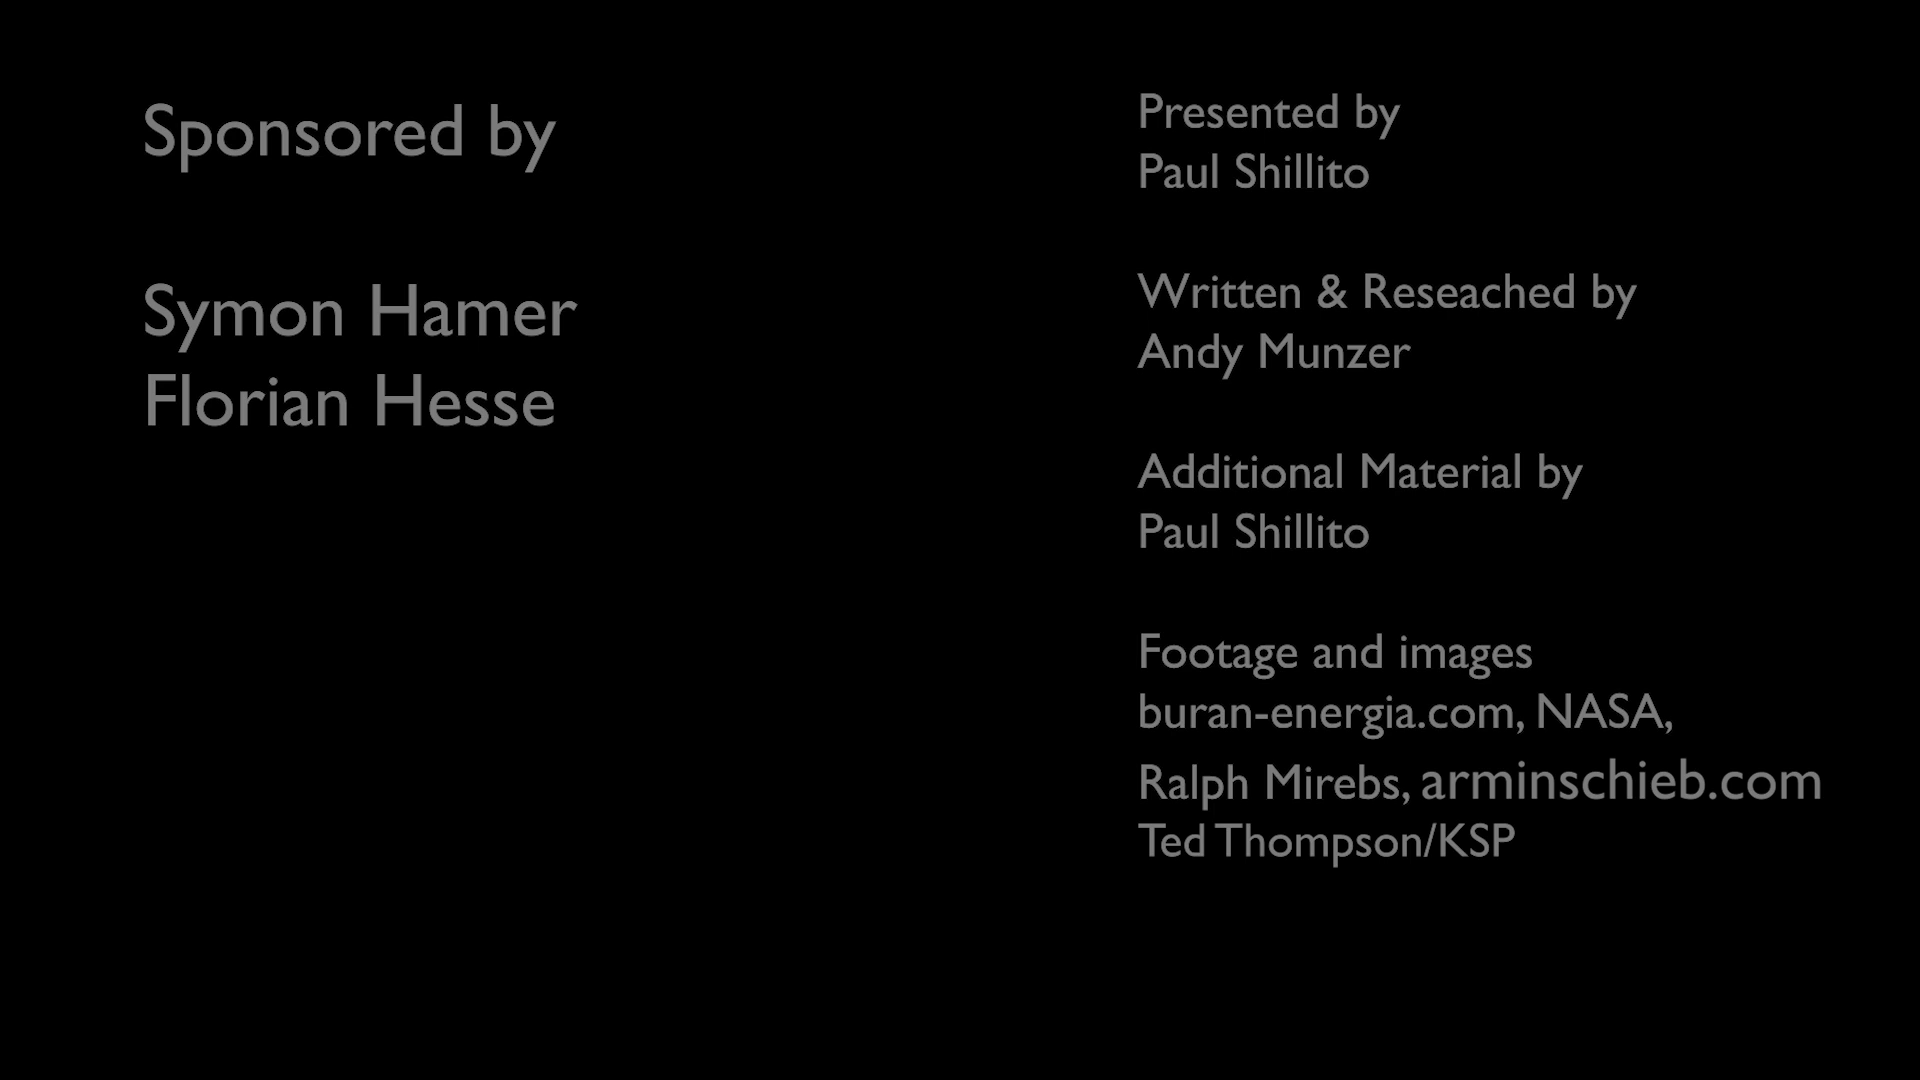 Sponsored by
Symon Hamer
Florian Hesse
Presented by
Paul Shillito
Written & Reseached by
Andy Munzer
Additional Material by
Paul Shillito
Footage and images
buran-energia.com, NASA,
Ralph Mirebs, arminschieb.com
Ted Thompson/KSP